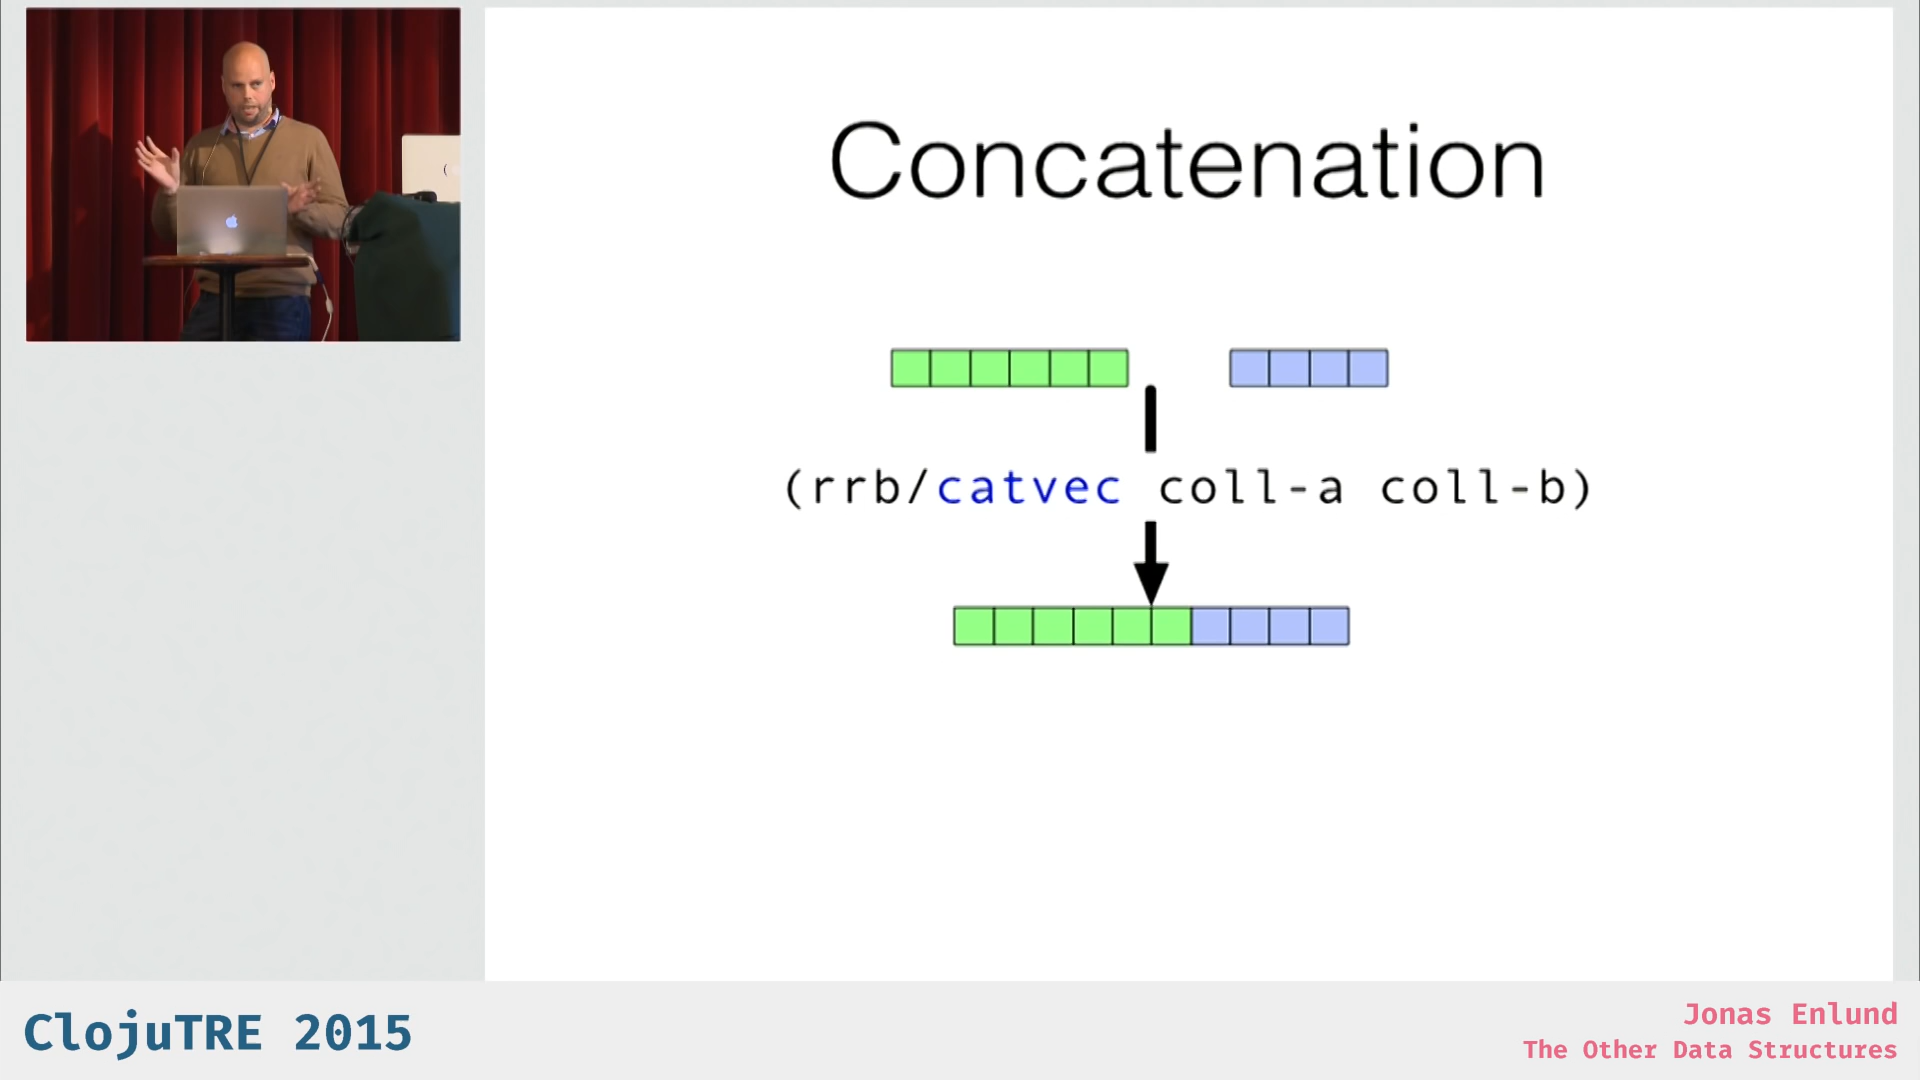 Concatenation
(rrb/catvec coll-a coll-b)
ClojuTRE 2015
Jonas Enlund
The Other Data Structures